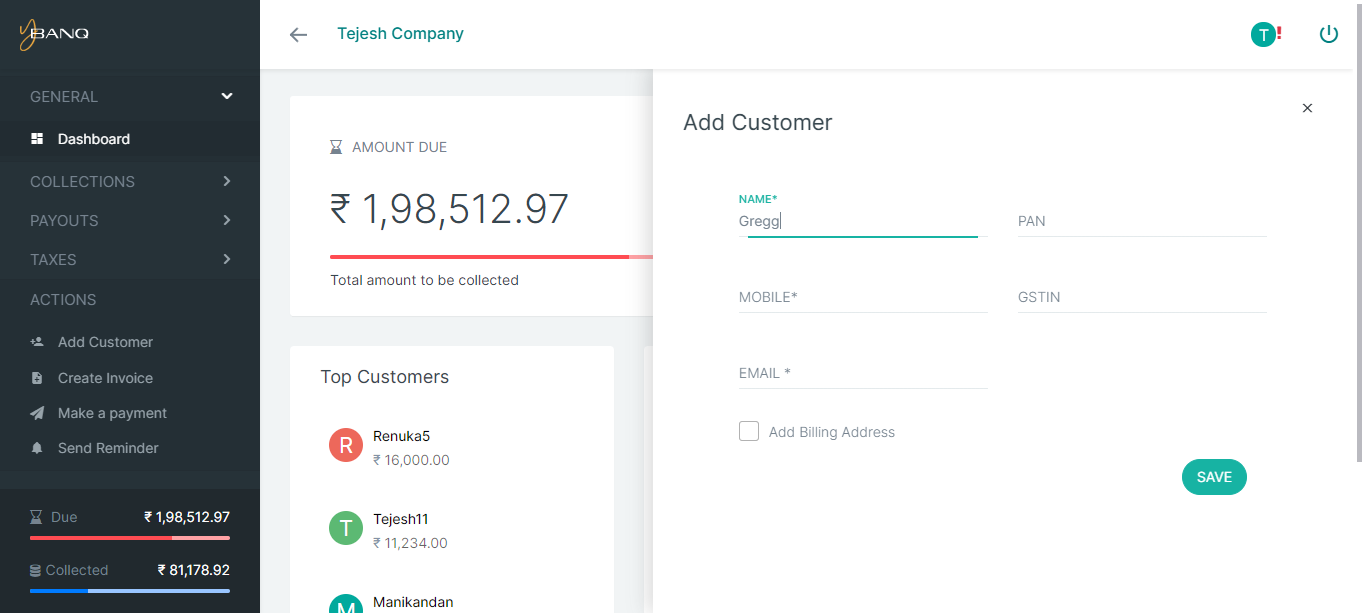 yBANQ
GENERAL
Dashboard
COLLECTIONS
PAYOUTS
TAXES
ACTIONS
Add Customer
Create Invoice
Make a payment
Send Reminder
Due ₹ 1,98,512.97
Collected ₹ 81,178.92
Tejesh Company
T!
AMOUNT DUE
₹ 1,98,512.97
Total amount to be collected
Top Customers
R
Renuka5
₹ 16,000.00
T
Tejesh11
₹ 11,234.00
M
Manikandan
Add Customer
×
NAME*
Gregg
PAN
MOBILE*
GSTIN
EMAIL *
Add Billing Address
SAVE